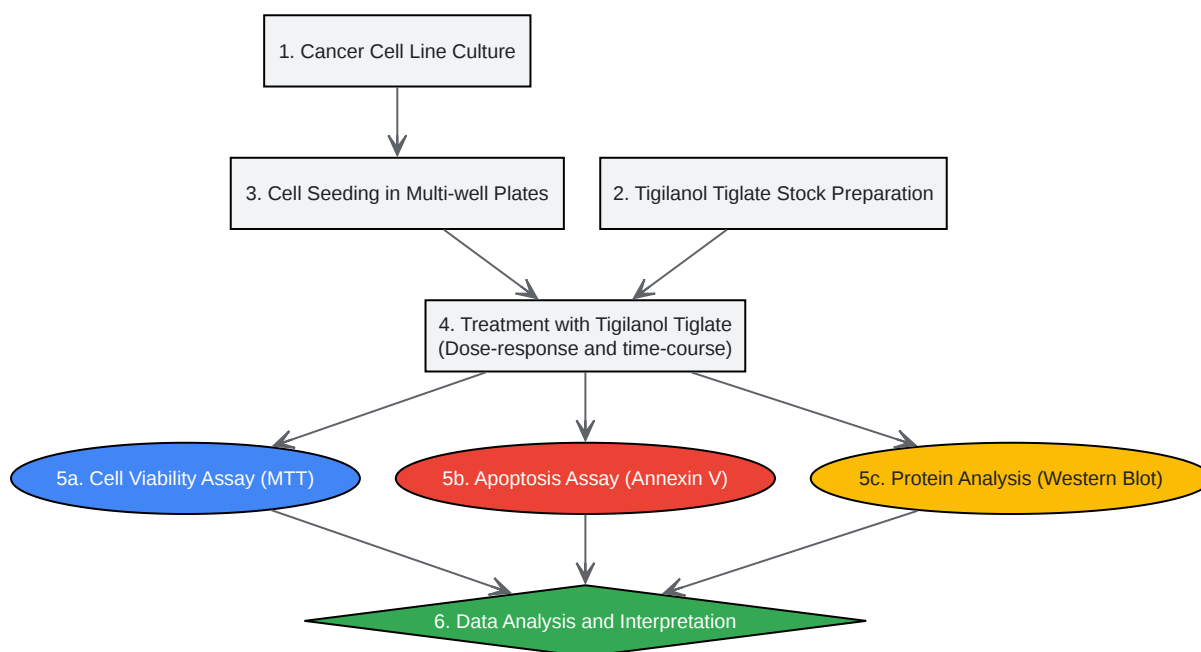 1. Cancer Cell Line Culture
3. Cell Seeding in Multi-well Plates
2. Tigilanol Tiglate Stock Preparation
4. Treatment with Tigilanol Tiglate
(Dose-response and time-course)
5a. Cell Viability Assay (MTT)
5b. Apoptosis Assay (Annexin V)
5c. Protein Analysis (Western Blot)
6. Data Analysis and Interpretation